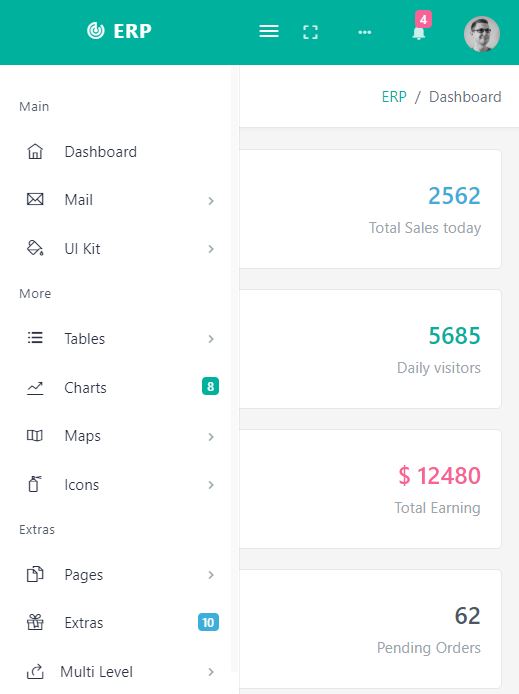 ERP
4
Main
ERP / Dashboard
Dashboard
Mail
UI Kit
More
Tables
Charts 8
Maps
Icons
Extras
Pages
Extras 10
Multi Level
2562
Total Sales today
5685
Daily visitors
$ 12480
Total Earning
62
Pending Orders